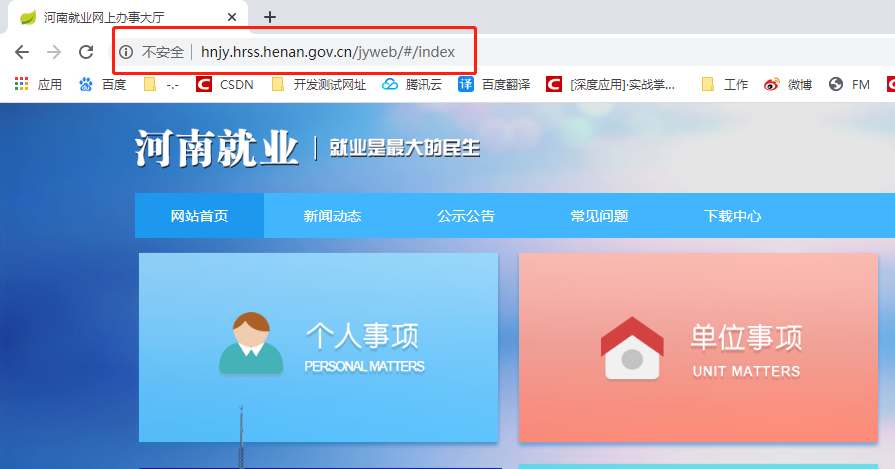 河南就业网上办事大厅
不安全 hnjy.hrss.henan.gov.cn/jyweb/#/index
应用 百度 -.- CSDN 开发测试网址 腾讯云 译 百度翻译 [深度应用]·实战掌... 工作 微博 FM
河南就业 | 就业是最大的民生
网站首页 新闻动态 公示公告 常见问题 下载中心
个人事项 单位事项
PERSONAL MATTERS UNIT MATTERS